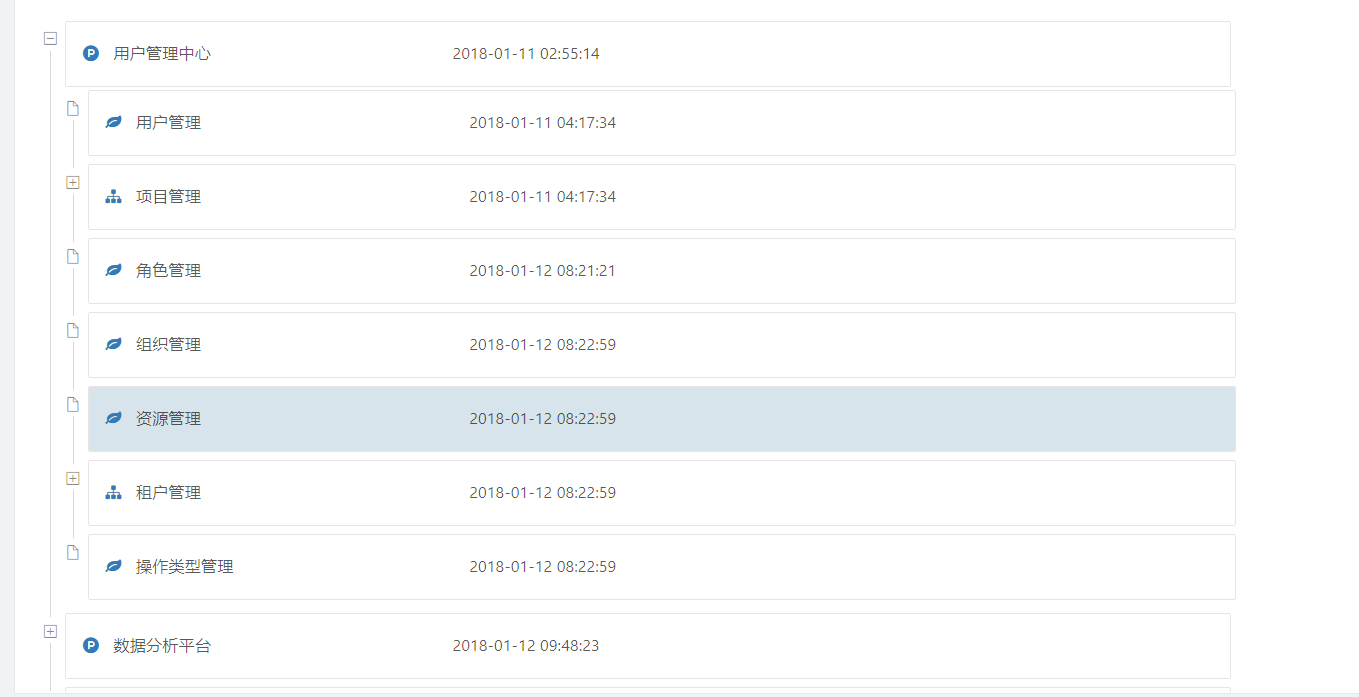 用户管理中心 2018-01-11 02:55:14
用户管理 2018-01-11 04:17:34
项目管理 2018-01-11 04:17:34
角色管理 2018-01-12 08:21:21
组织管理 2018-01-12 08:22:59
资源管理 2018-01-12 08:22:59
租户管理 2018-01-12 08:22:59
操作类型管理 2018-01-12 08:22:59
数据分析平台 2018-01-12 09:48:23